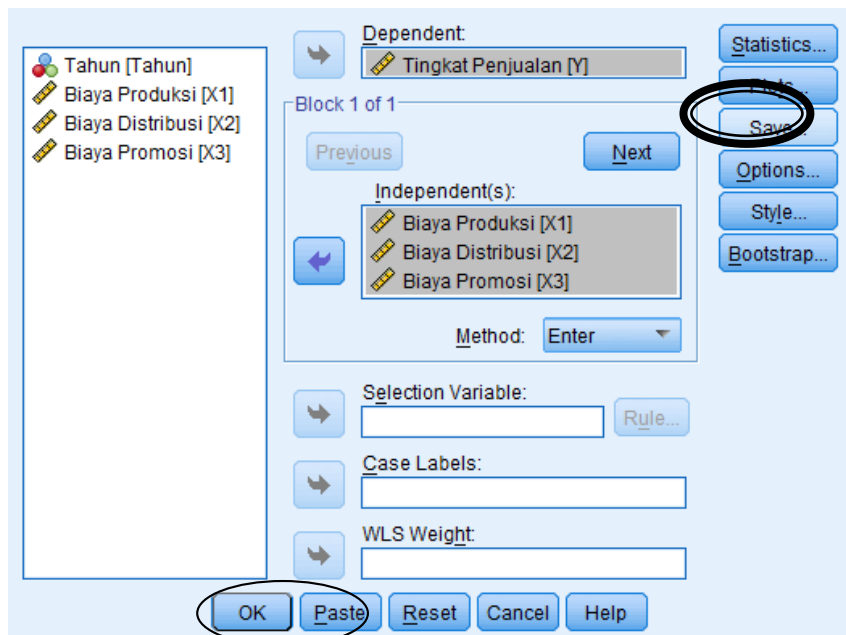 Tahun [Tahun]
Biaya Produksi [X1]
Biaya Distribusi [X2]
Biaya Promosi [X3]
Dependent:
Tingkat Penjualan [Y]
Block 1 of 1
Previous
Next
Independent(s):
Biaya Produksi [X1]
Biaya Distribusi [X2]
Biaya Promosi [X3]
Method: Enter
Selection Variable:
Rule...
Case Labels:
WLS Weight:
Statistics...
Save...
Options...
Style...
Bootstrap...
OK Paste Reset Cancel Help